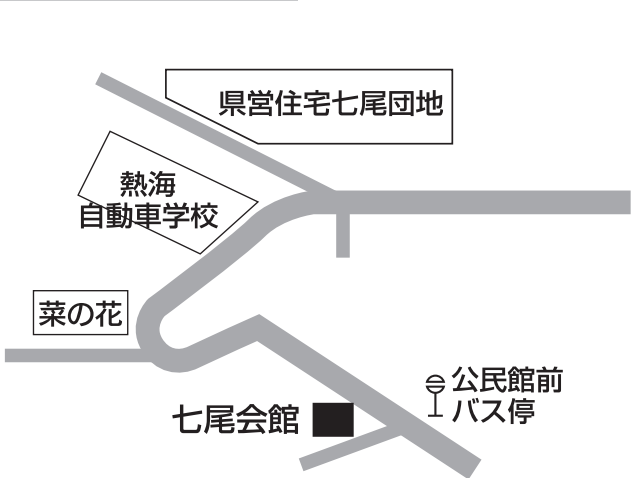 県営住宅七尾団地
熱海
自動車学校
菜の花
公民館前
バス停
七尾会館